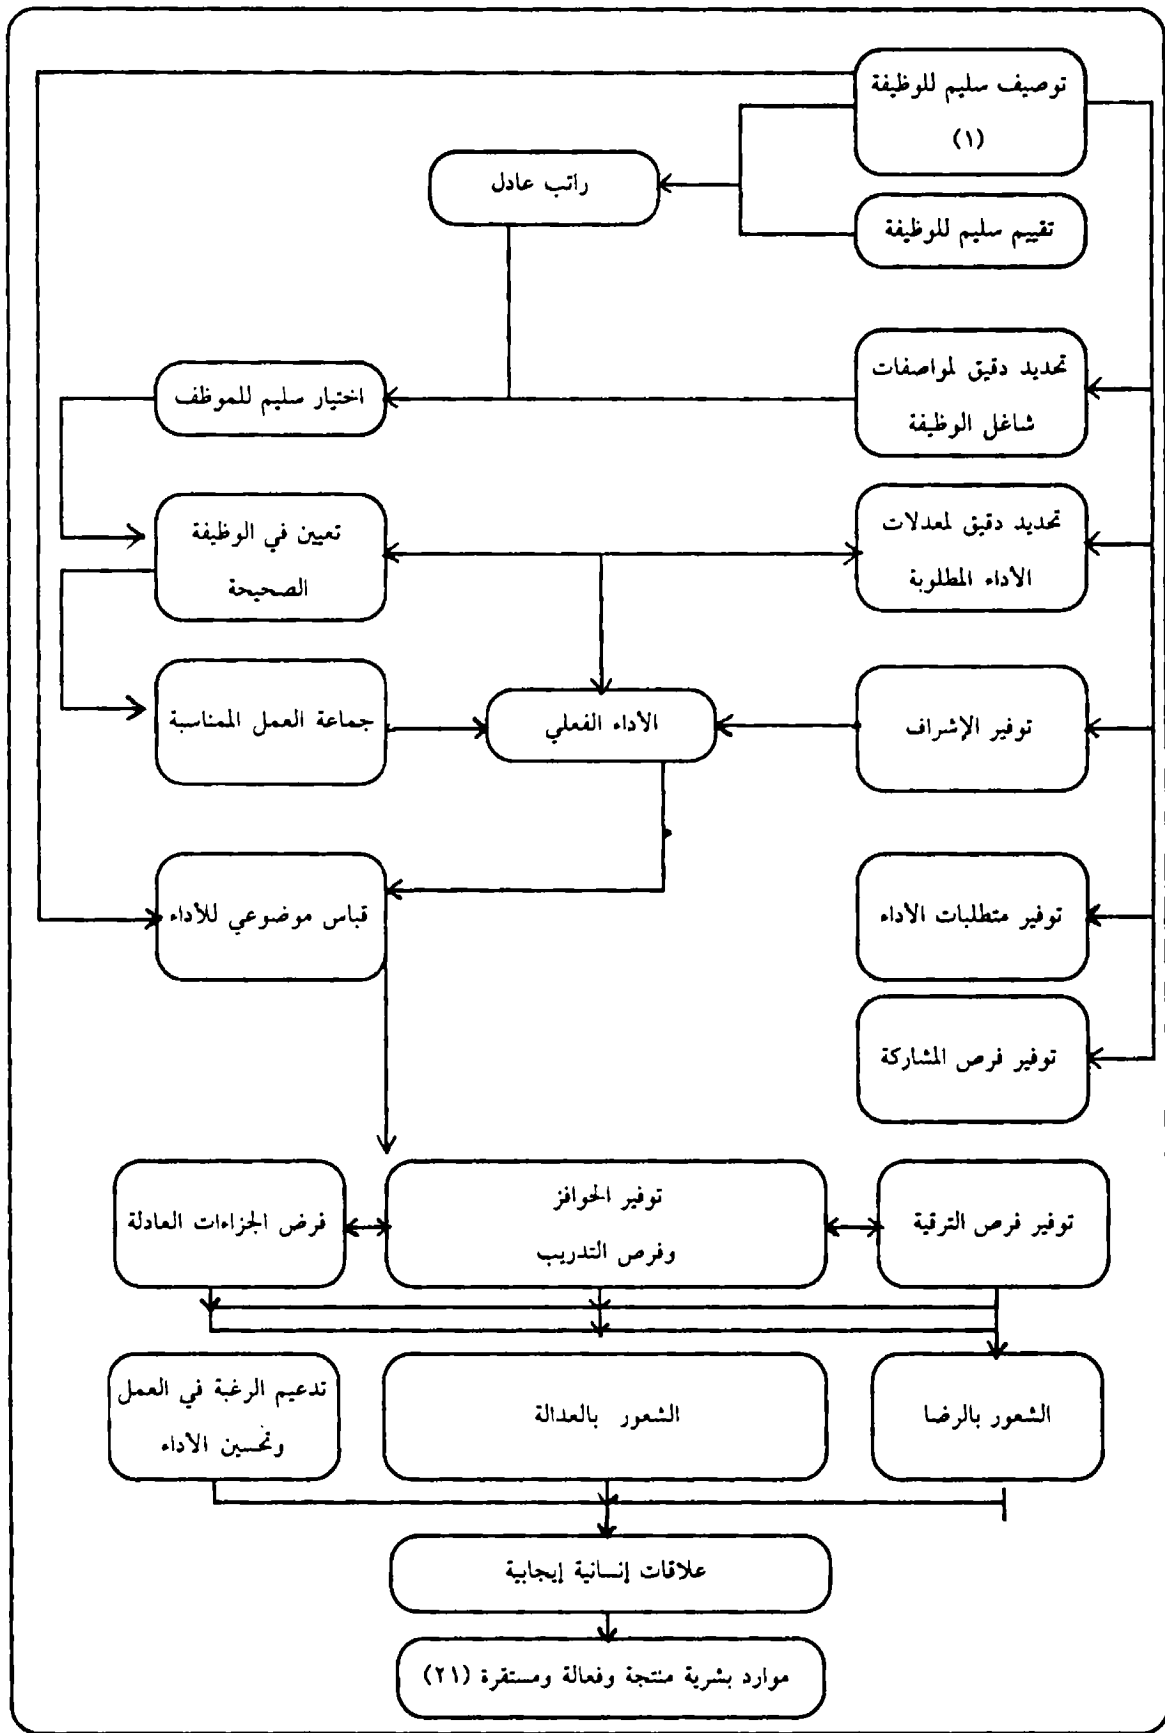 توصيف سليم للوظيفة
(١)
راتب عادل
تقييم سليم للوظيفة
تحديد دقيق لمواصفات
شاغل الوظيفة
اختيار سليم للموظف
تحديد دقيق لمعدلات
الأداء المطلوبة
تعيين في الوظيفة
الصحيحة
توفير الإشراف
الأداء الفعلي
جماعة العمل المناسبة
توفير متطلبات الأداء
قياس موضوعي للأداء
توفير فرص المشاركة
توفير فرص الترقية
توفير الحوافز
وفرص التدريب
فرض الجزاءات العادلة
الشعور بالرضا
الشعور بالعدالة
تدعيم الرغبة في العمل
وتحسين الأداء
علاقات إنسانية إيجابية
موارد بشرية منتجة وفعالة ومستقرة (٢١)